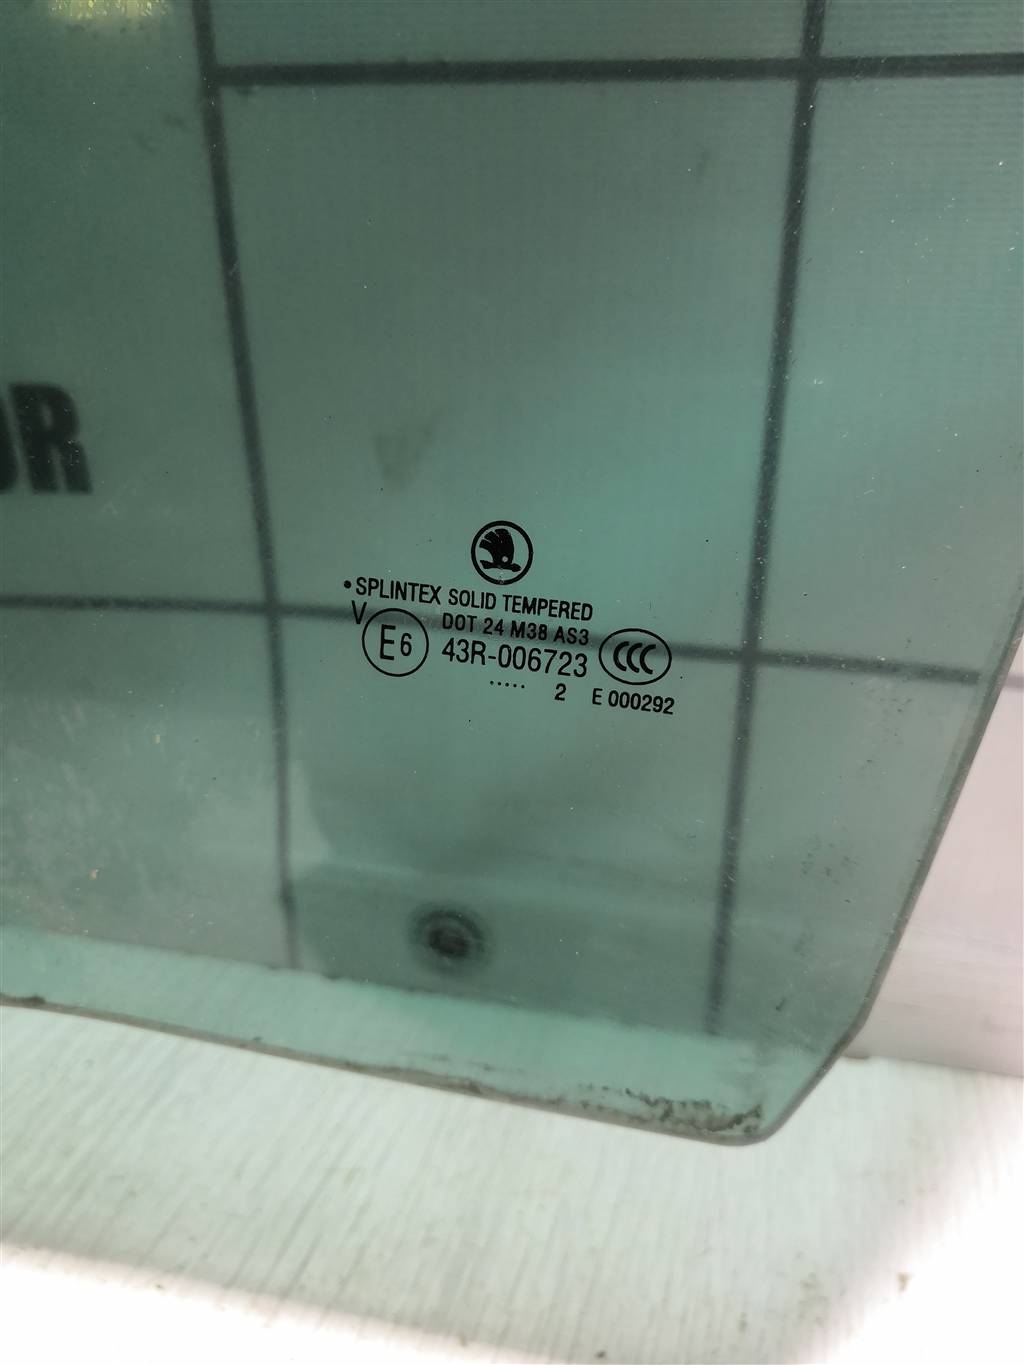 •SPLINTEX SOLID TEMPERED
V
DOT 24 M38 AS3
E6 43R-006723 CCC
..... 2 E 000292